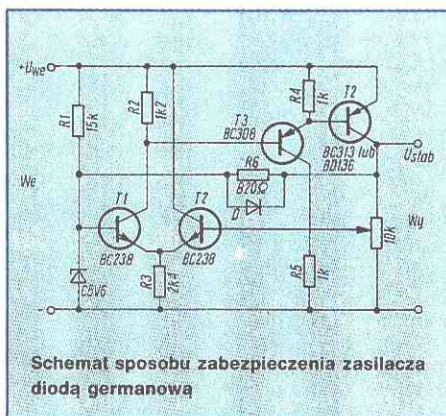 +Uwe
R1
15k
R2
1k2
R4
1k
T2
T3
BC308
BC313 lub
BD136
Ustab
We
R6
820Ω
D
Wy
T1
T2
BC238
BC238
10k
R3
2k4
R5
1k
C8V6
-
Schemat sposobu zabezpieczenia zasilacza
diodą germanową